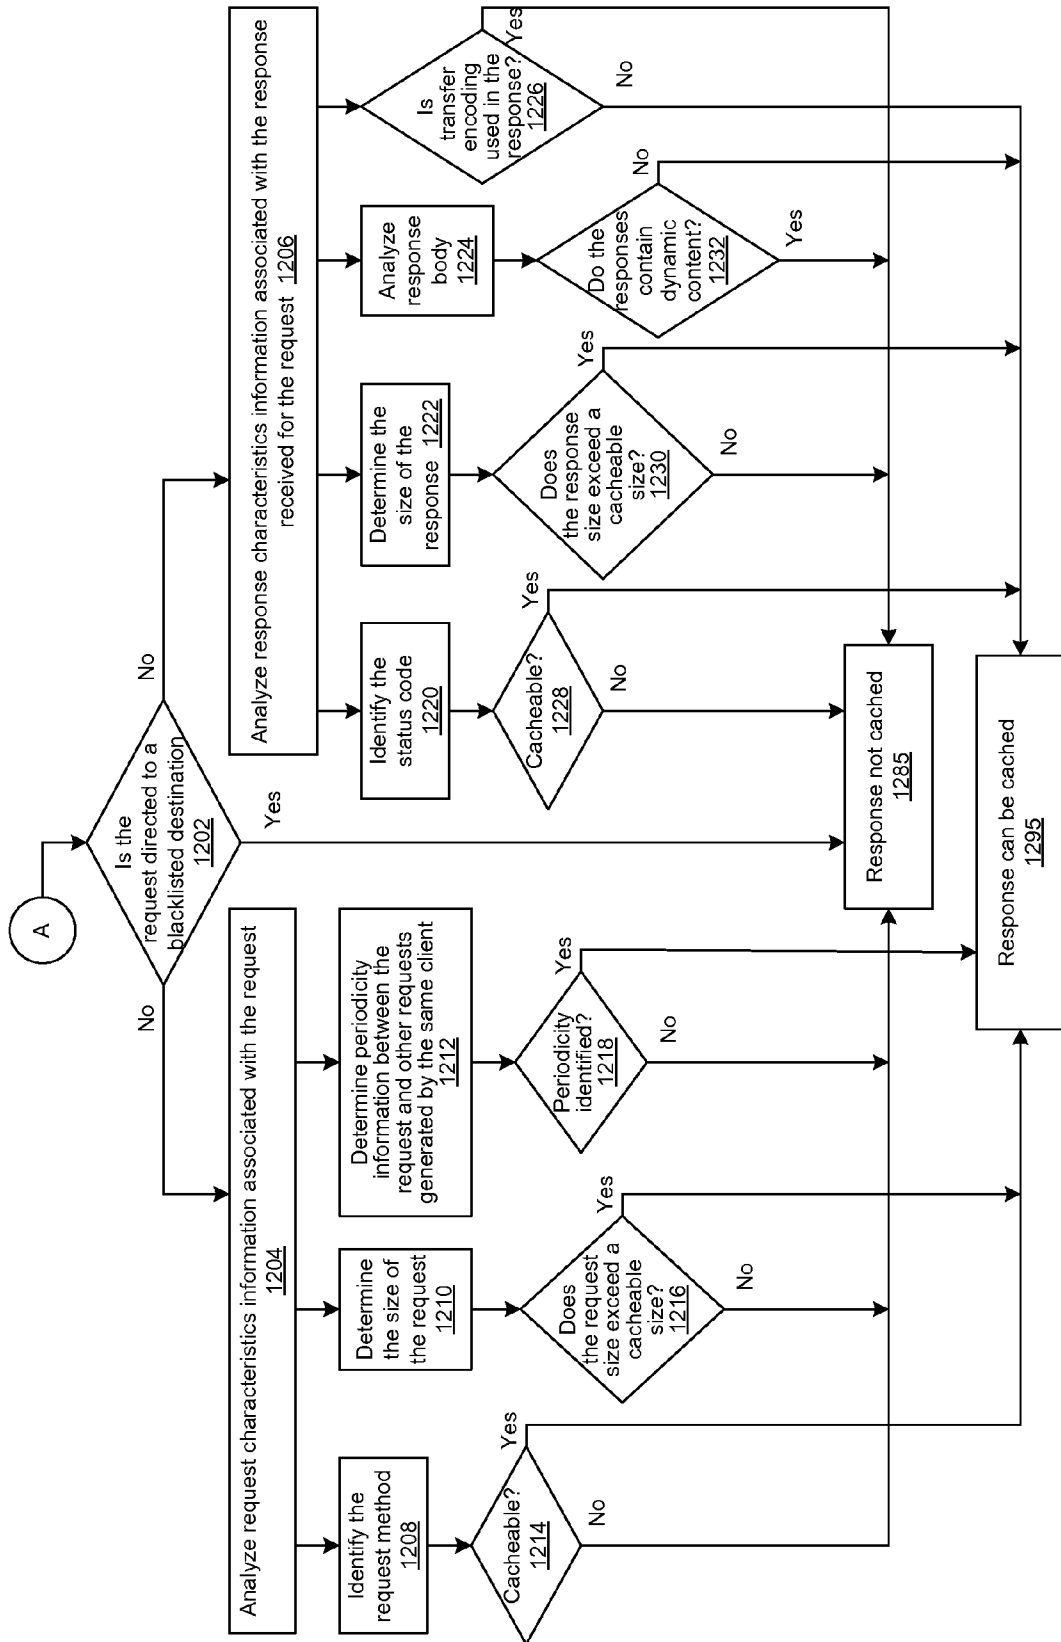 A
Is the
request directed to a
blacklisted destination
1202
No
No
Yes
Analyze request characteristics information associated with the request
1204
Analyze response characteristics information associated with the response
received for the request 1206
Identify the
request method
1208
Determine
the size of
the request
1210
Determine periodicity
information between the
request and other requests
generated by the same client
1212
Identify the
status code
1220
Determine the
size of the
response 1222
Analyze
response
body
1224
Is
transfer
encoding
used in the
response?
1226
Yes
No
Cacheable?
1214
Yes
No
Does
the request
size exceed a
cacheable
size?
1216
Yes
No
Periodicity
identified?
1218
Yes
No
Cacheable?
1228
Yes
No
Does
the response
size exceed a
cacheable
size?
1230
Yes
No
Do the
responses
contain
dynamic
content?
1232
No
Yes
Response not cached
1285
Response can be cached
1295